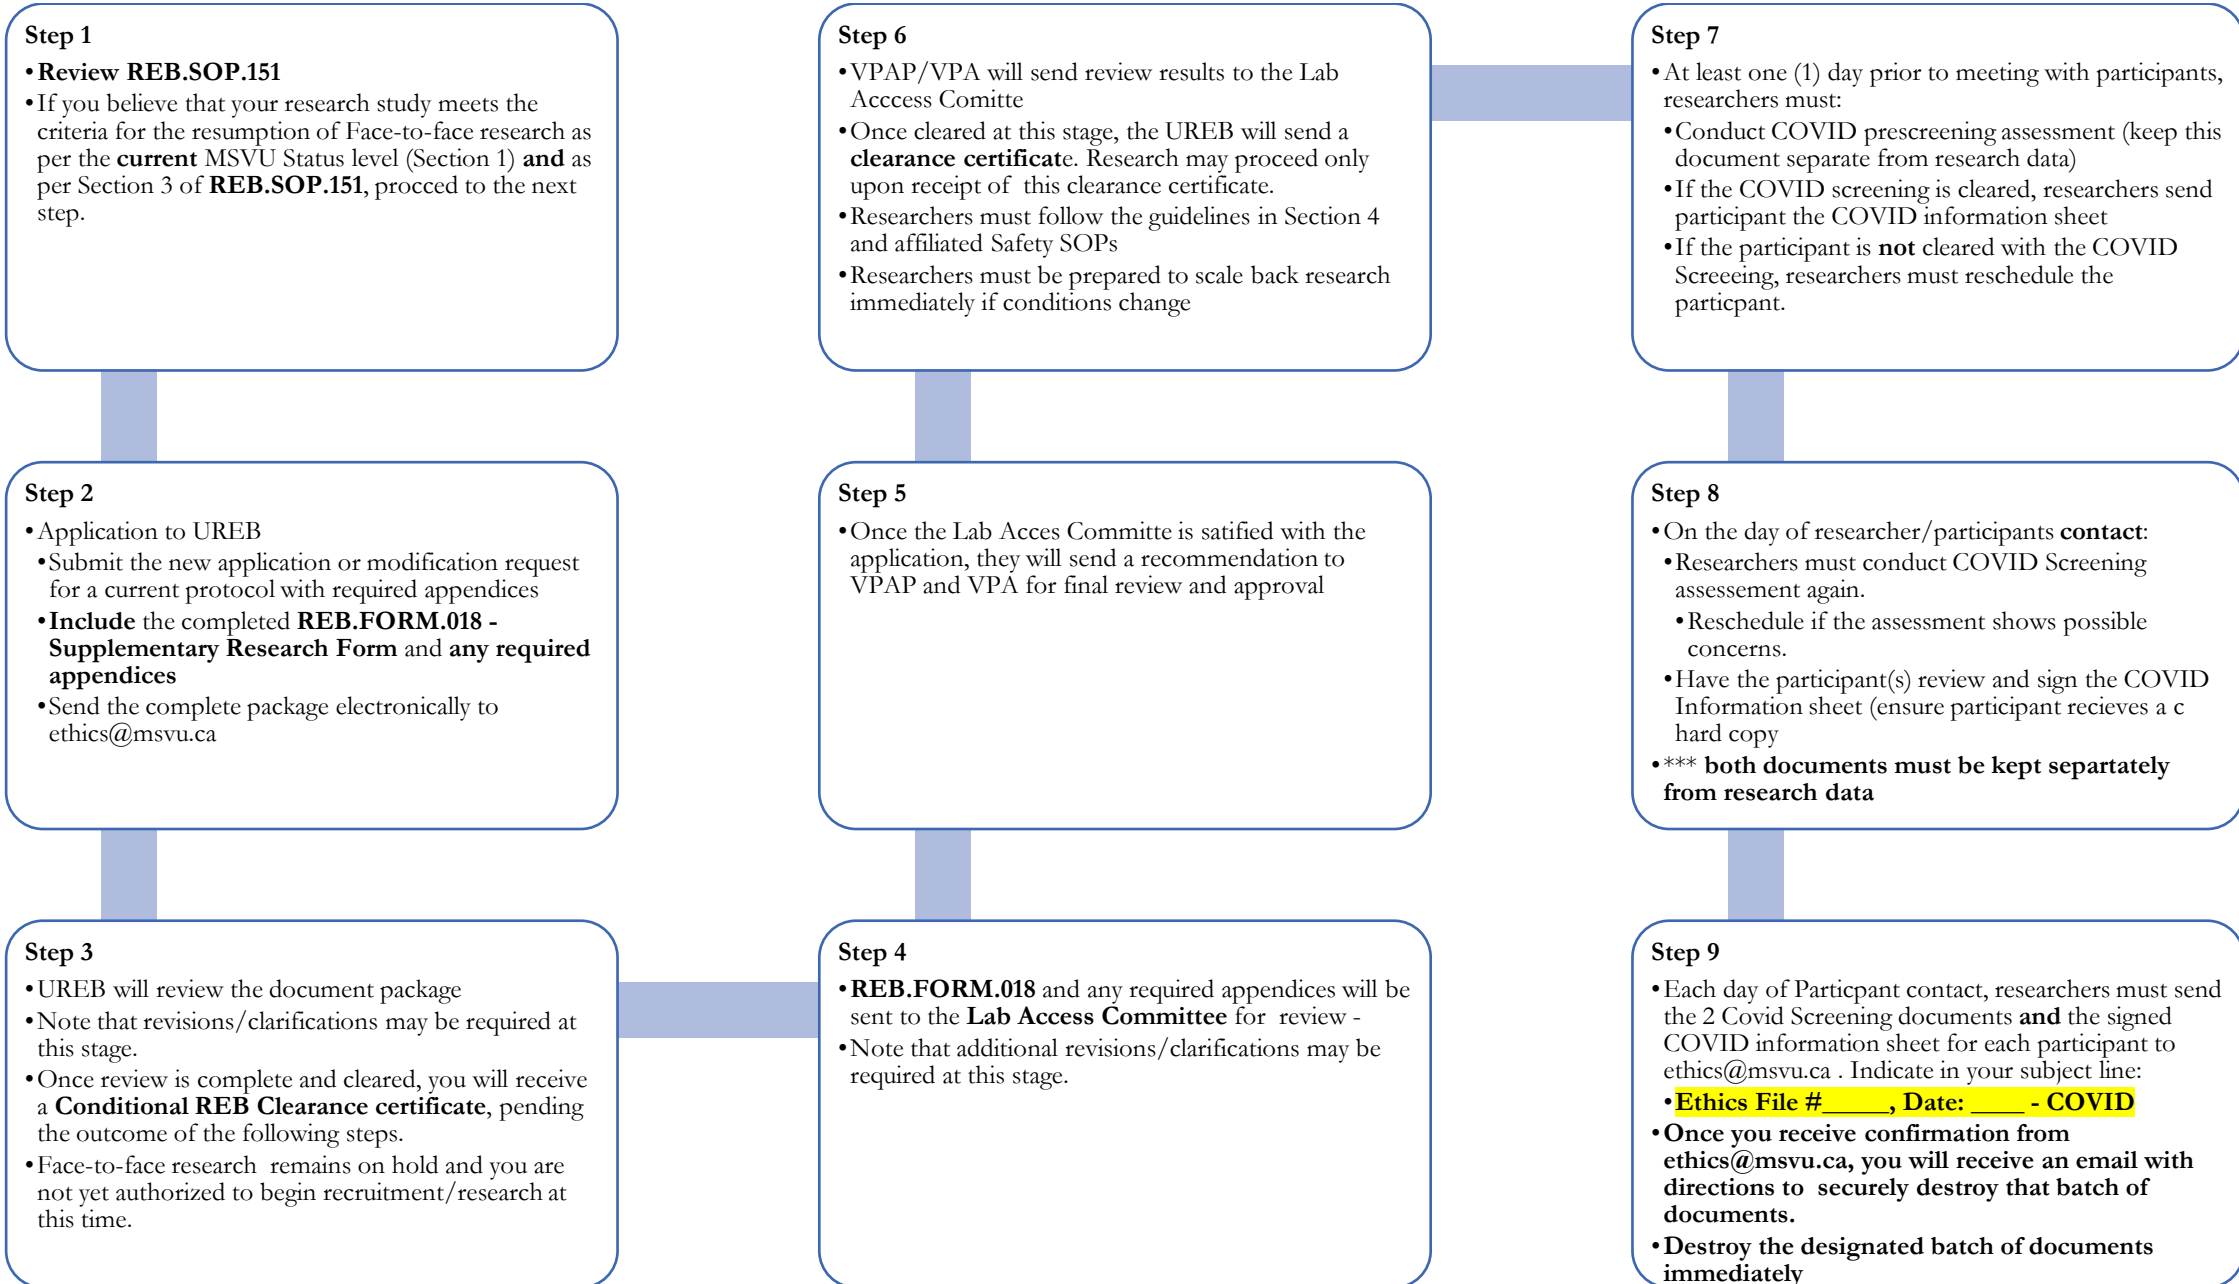 Step 1
•Review REB.SOP.151
•If you believe that your research study meets the
criteria for the resumption of Face-to-face research as
per the current MSVU Status level (Section 1) and as
per Section 3 of REB.SOP.151, procced to the next
step.
Step 2
•Application to UREB
•Submit the new application or modification request
for a current protocol with required appendices
•Include the completed REB.FORM.018 -
Supplementary Research Form and any required
appendices
•Send the complete package electronically to
ethics@msvu.ca
Step 3
•UREB will review the document package
•Note that revisions/clarifications may be required at
this stage.
•Once review is complete and cleared, you will receive
a Conditional REB Clearance certificate, pending
the outcome of the following steps.
•Face-to-face research remains on hold and you are
not yet authorized to begin recruitment/research at
this time.
Step 4
•REB.FORM.018 and any required appendices will be
sent to the Lab Access Committee for review -
•Note that additional revisions/clarifications may be
required at this stage.
Step 5
•Once the Lab Acces Committe is satified with the
application, they will send a recommendation to
VPAP and VPA for final review and approval
Step 6
•VPAP/VPA will send review results to the Lab
Acccess Comitte
•Once cleared at this stage, the UREB will send a
clearance certificate. Research may proceed only
upon receipt of this clearance certificate.
•Researchers must follow the guidelines in Section 4
and affiliated Safety SOPs
•Researchers must be prepared to scale back research
immediately if conditions change
Step 7
•At least one (1) day prior to meeting with participants,
researchers must:
•Conduct COVID prescreening assessment (keep this
document separate from research data)
•If the COVID screening is cleared, researchers send
participant the COVID information sheet
•If the participant is not cleared with the COVID
Screeeing, researchers must reschedule the
particpant.
Step 8
•On the day of researcher/participants contact:
•Researchers must conduct COVID Screening
assessement again.
•Reschedule if the assessment shows possible
concerns.
•Have the participant(s) review and sign the COVID
Information sheet (ensure participant recieves a c
hard copy
•*** both documents must be kept separtately
from research data
Step 9
•Each day of Particpant contact, researchers must send
the 2 Covid Screening documents and the signed
COVID information sheet for each participant to
ethics@msvu.ca . Indicate in your subject line:
•Ethics File #_____, Date: ____ - COVID
•Once you receive confirmation from
ethics@msvu.ca, you will receive an email with
directions to securely destroy that batch of
documents.
•Destroy the designated batch of documents
immediately